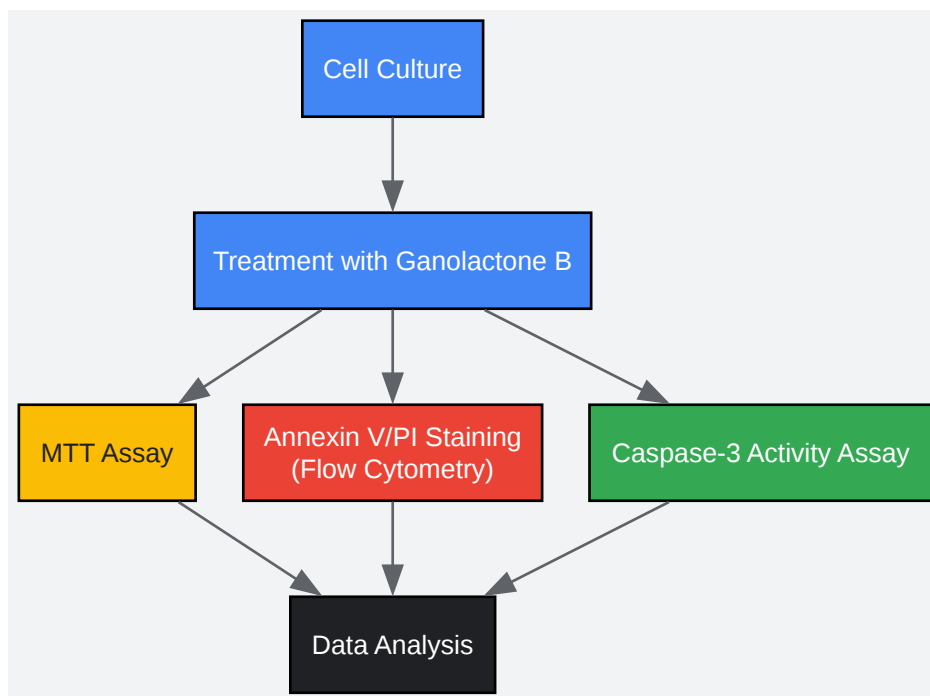 Cell Culture
Treatment with Ganolactone B
MTT Assay
Annexin V/PI Staining
(Flow Cytometry)
Caspase-3 Activity Assay
Data Analysis